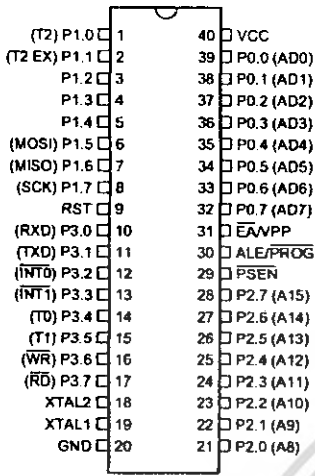 (T2) P1.0 1 40 VCC
(T2 EX) P1.1 2 39 P0.0 (AD0)
P1.2 3 38 P0.1 (AD1)
P1.3 4 37 P0.2 (AD2)
P1.4 5 36 P0.3 (AD3)
(MOSI) P1.5 6 35 P0.4 (AD4)
(MISO) P1.6 7 34 P0.5 (AD5)
(SCK) P1.7 8 33 P0.6 (AD6)
RST 9 32 P0.7 (AD7)
(RXD) P3.0 10 31 E̅A̅/VPP
(TXD) P3.1 11 30 ALE/P̅R̅O̅G̅
(I̅N̅T̅0̅) P3.2 12 29 P̅S̅E̅N̅
(I̅N̅T̅1̅) P3.3 13 28 P2.7 (A15)
(T0) P3.4 14 27 P2.6 (A14)
(T1) P3.5 15 26 P2.5 (A13)
(W̅R̅) P3.6 16 25 P2.4 (A12)
(R̅D̅) P3.7 17 24 P2.3 (A11)
XTAL2 18 23 P2.2 (A10)
XTAL1 19 22 P2.1 (A9)
GND 20 21 P2.0 (A8)